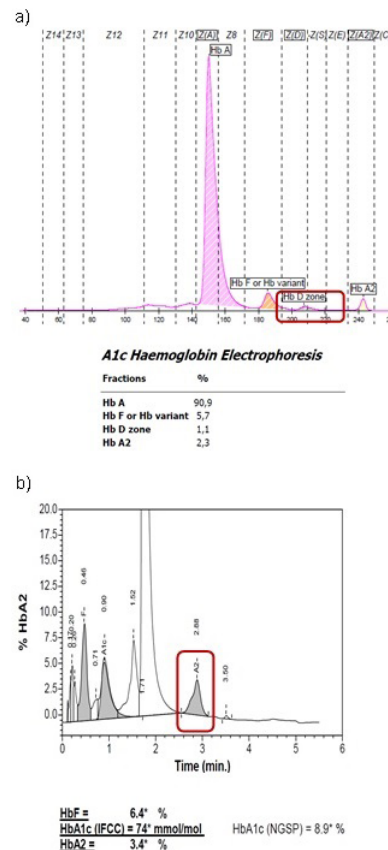 a)
Z14 Z13 Z12 Z11 Z10 Z(A) Z8 Z(F) Z(D) Z(S Z(E) Z(A2) Z(C
Hb A
Hb F or Hb variant
Hb D zone
Hb A2
40 60 80 100 120 140 160 180 200 220 240
A1c Haemoglobin Electrophoresis
Fractions %
Hb A 90,9
Hb F or Hb variant 5,7
Hb D zone 1,1
Hb A2 2,3
b)
% HbA2
20.0
17.5
15.0
12.5
10.0
7.5
5.0
2.5
0.0
F- 0.46
0.71
A1c- 0.90
1.52
1.71
A2- 2.88
3.50
0 1 2 3 4 5 6
Time (min.)
HbF = 6.4* %
HbA1c (IFCC) = 74* mmol/mol HbA1c (NGSP) = 8.9* %
HbA2 = 3.4* %